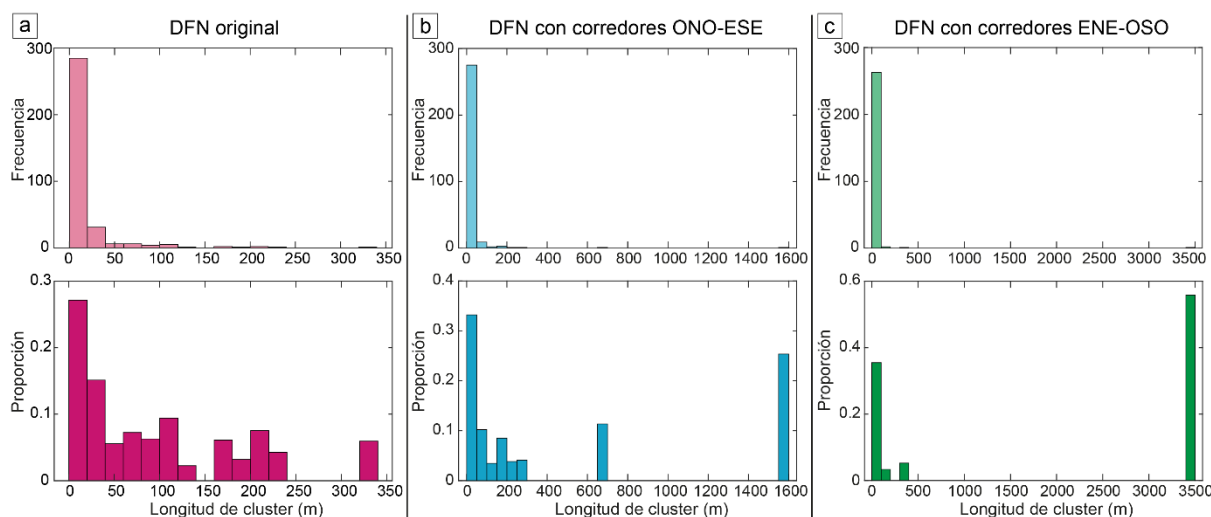 a
DFN original
300
200
100
0
Frecuencia
0 50 100 150 200 250 300 350
0.3
0.2
0.1
0
Proporción
0 50 100 150 200 250 300 350
Longitud de cluster (m)
b
DFN con corredores ONO-ESE
300
200
100
0
Frecuencia
0 200 400 600 800 1000 1200 1400 1600
0.4
0.3
0.2
0.1
0
Proporción
0 200 400 600 800 1000 1200 1400 1600
Longitud de cluster (m)
c
DFN con corredores ENE-OSO
300
200
100
0
Frecuencia
0 500 1000 1500 2000 2500 3000 3500
0.6
0.4
0.2
0
Proporción
0 500 1000 1500 2000 2500 3000 3500
Longitud de cluster (m)